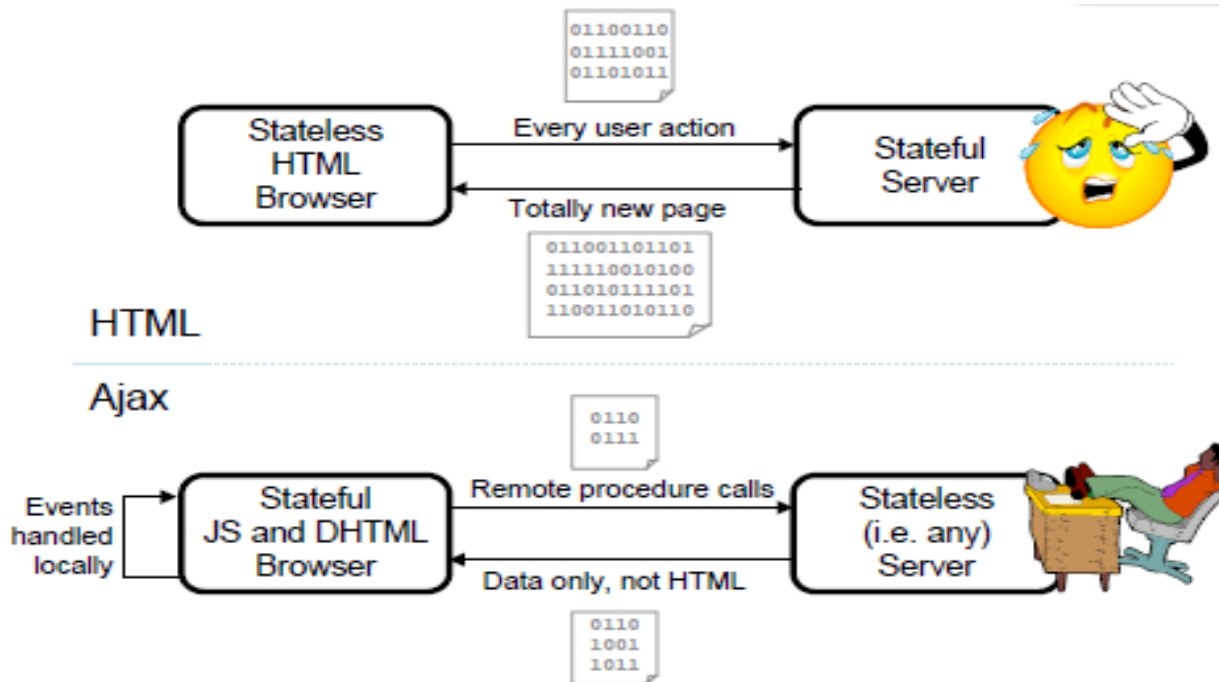 01100110
01111001
01101011
Stateless
HTML
Browser
Every user action
Totally new page
Stateful
Server
011001101101
111110010100
011010111101
110011010110
HTML
Ajax
0110
0111
Events
handled
locally
Stateful
JS and DHTML
Browser
Remote procedure calls
Data only, not HTML
Stateless
(i.e. any)
Server
0110
1001
1011